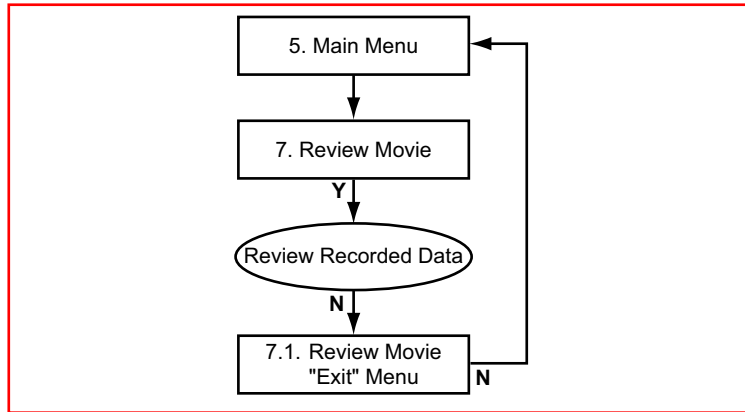 5. Main Menu
7. Review Movie
Y
Review Recorded Data
N
7.1. Review Movie
"Exit" Menu
N